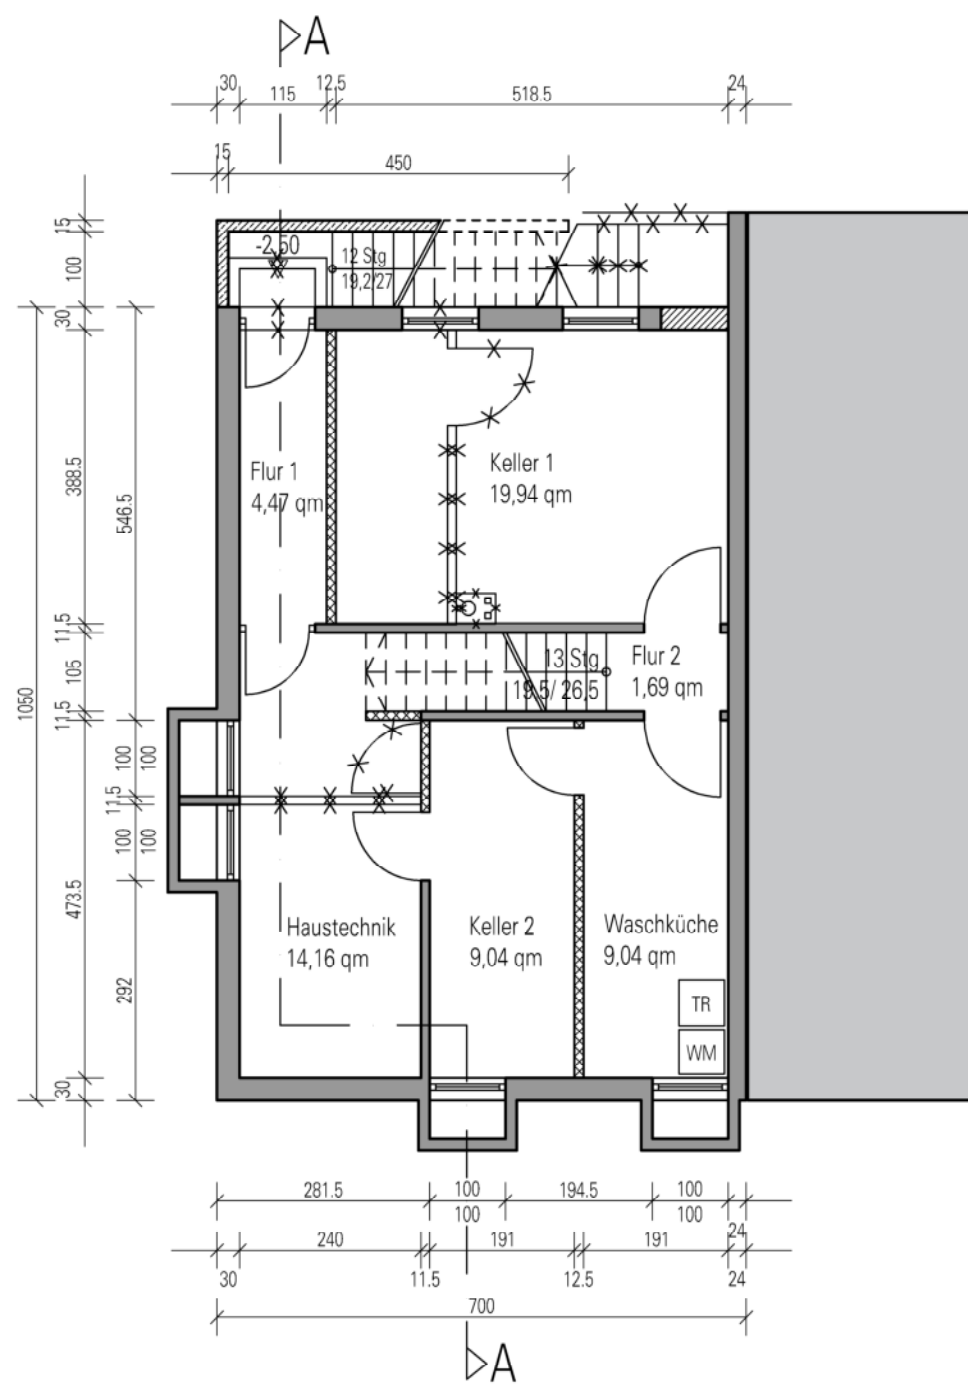 A
30
115
12.5
518.5
24
15
450
15
100
30
-2,50
12 Stg
19,2/27
388.5
546.5
Flur 1
4,47 qm
Keller 1
19,94 qm
11.5
105
11.5
1050
13 Stg
19.5/ 26,5
Flur 2
1,69 qm
100
100
11.5
100
100
473.5
292
30
Haustechnik
14,16 qm
Keller 2
9,04 qm
Waschküche
9,04 qm
TR
WM
281.5
100
100
194.5
100
100
24
240
191
191
30
11.5
12.5
24
700
A